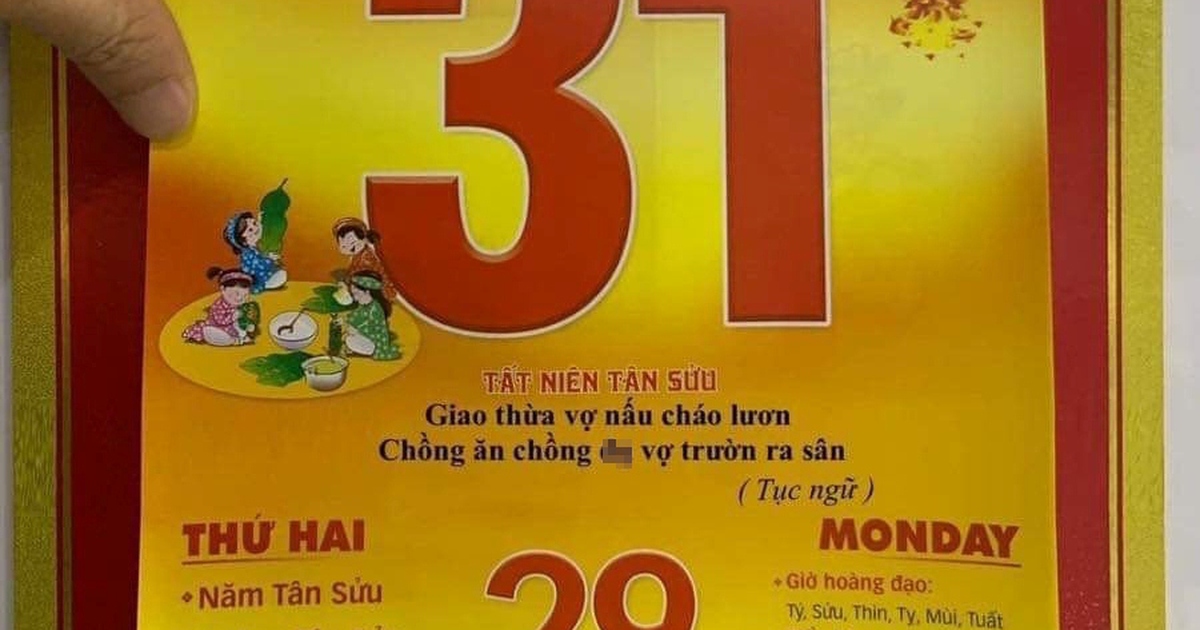 31
TẤT NIÊN TÂN SỬU
Giao thừa vợ nấu cháo lươn
Chồng ăn chồng vợ trườn ra sân
( Tục ngữ )
THỨ HAI
MONDAY
Năm Tân Sửu
29
Giờ hoàng đạo:
Tý, Sửu, Thìn, Tỵ, Mùi, Tuất